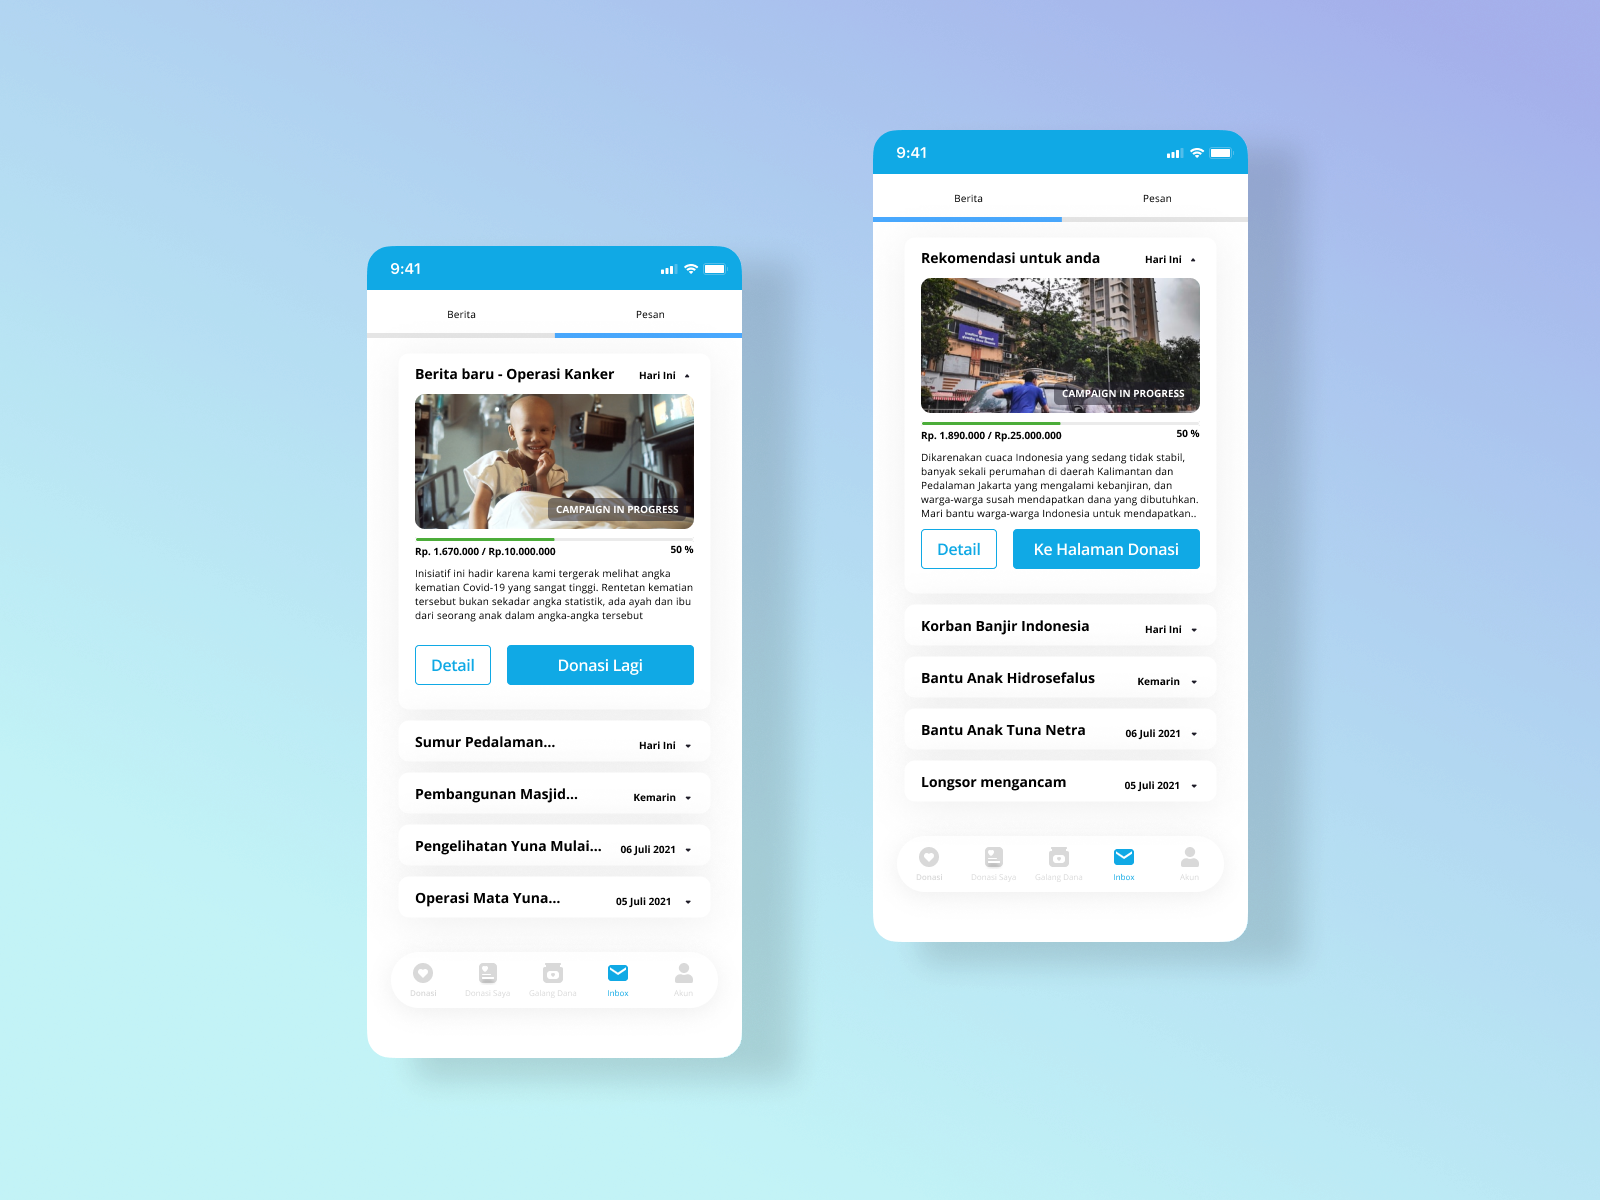 9:41
Berita
Pesan
Berita baru - Operasi Kanker
Hari Ini
CAMPAIGN IN PROGRESS
Rp. 1.670.000 / Rp.10.000.000
50 %
Inisiatif ini hadir karena kami tergerak melihat angka
kematian Covid-19 yang sangat tinggi. Rentetan kematian
tersebut bukan sekadar angka statistik, ada ayah dan ibu
dari seorang anak dalam angka-angka tersebut
Detail
Donasi Lagi
Sumur Pedalaman...
Hari Ini
Pembangunan Masjid...
Kemarin
Pengelihatan Yuna Mulai...
06 Juli 2021
Operasi Mata Yuna...
05 Juli 2021
Donasi
Donasi Saya
Galang Dana
Inbox
Akun
9:41
Berita
Pesan
Rekomendasi untuk anda
Hari Ini
CAMPAIGN IN PROGRESS
Rp. 1.890.000 / Rp.25.000.000
50 %
Dikarenakan cuaca Indonesia yang sedang tidak stabil,
banyak sekali perumahan di daerah Kalimantan dan
Pedalaman Jakarta yang mengalami kebanjiran, dan
warga-warga susah mendapatkan dana yang dibutuhkan.
Mari bantu warga-warga Indonesia untuk mendapatkan..
Detail
Ke Halaman Donasi
Korban Banjir Indonesia
Hari Ini
Bantu Anak Hidrosefalus
Kemarin
Bantu Anak Tuna Netra
06 Juli 2021
Longsor mengancam
05 Juli 2021
Donasi
Donasi Saya
Galang Dana
Inbox
Akun